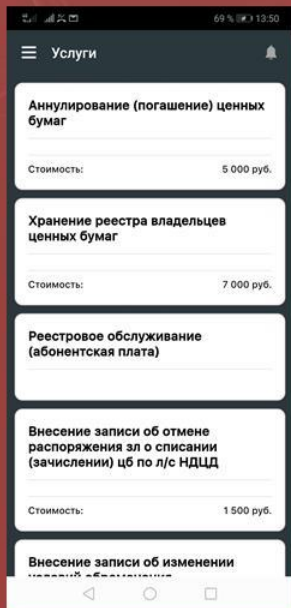 69 % 13:50
Услуги
Аннулирование (погашение) ценных
бумаг
Стоимость: 5 000 руб.
Хранение реестра владельцев
ценных бумаг
Стоимость: 7 000 руб.
Реестровое обслуживание
(абонентская плата)
Внесение записи об отмене
распоряжения зл о списании
(зачислении) цб по л/с НДЦД
Стоимость: 1 500 руб.
Внесение записи об изменении